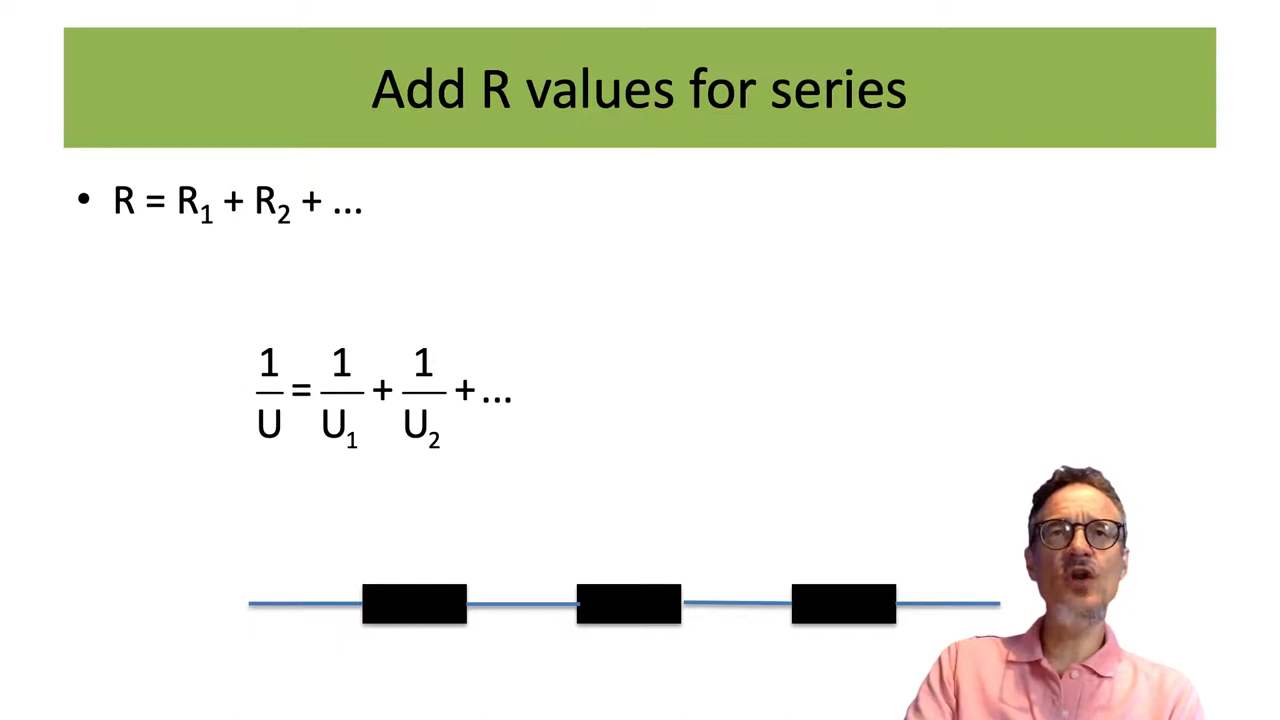 Add R values for series
• R = R₁ + R₂ + ...
1/U = 1/U₁ + 1/U₂ + ...